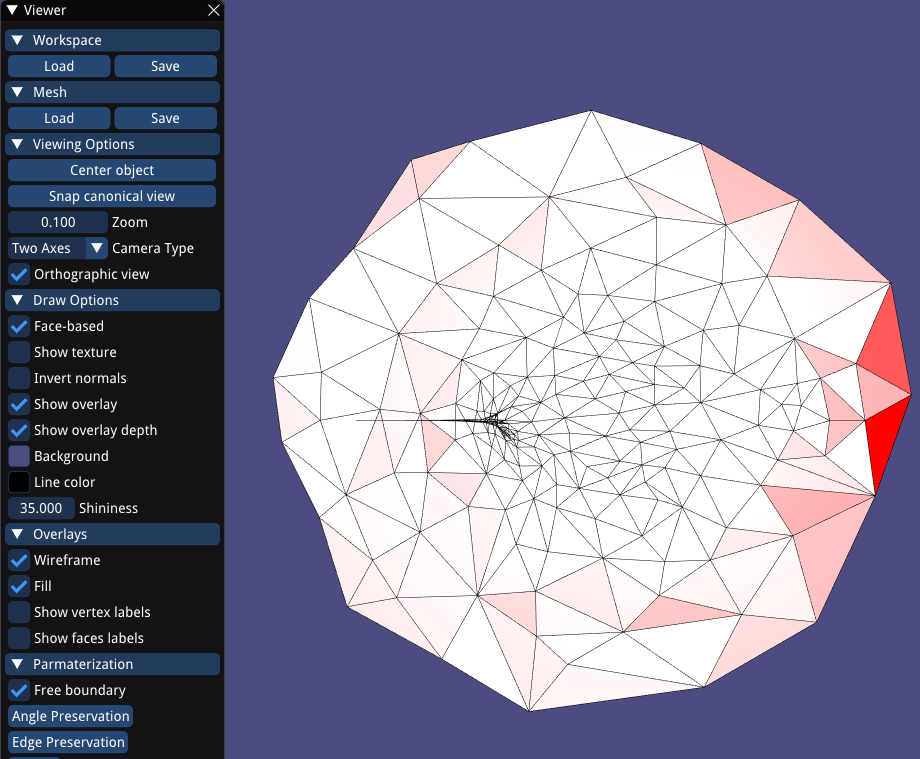 Viewer
Workspace
Load Save
Mesh
Load Save
Viewing Options
Center object
Snap canonical view
0.100 Zoom
Two Axes Camera Type
Orthographic view
Draw Options
Face-based
Show texture
Invert normals
Show overlay
Show overlay depth
Background
Line color
35.000 Shininess
Overlays
Wireframe
Fill
Show vertex labels
Show faces labels
Parmaterization
Free boundary
Angle Preservation
Edge Preservation